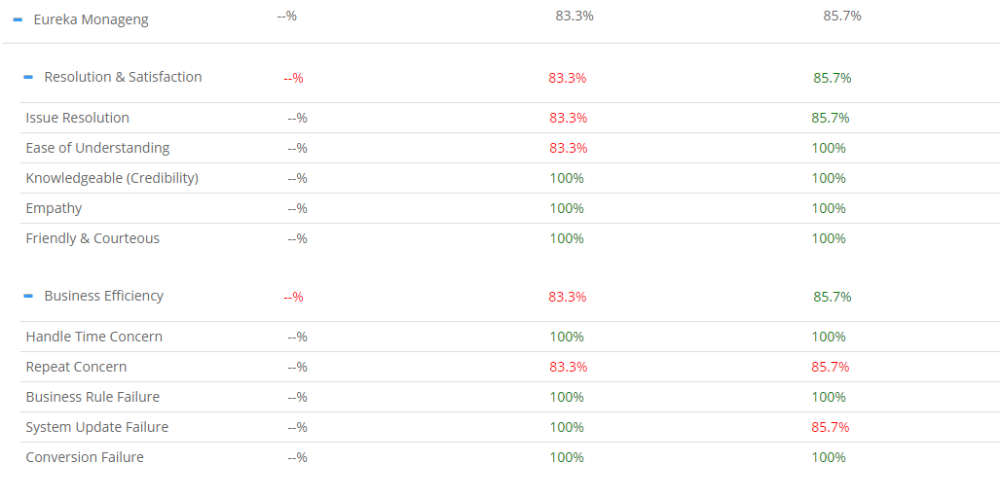 Eureka Monageng --% 83.3% 85.7%
Resolution & Satisfaction --% 83.3% 85.7%
Issue Resolution --% 83.3% 85.7%
Ease of Understanding --% 83.3% 100%
Knowledgeable (Credibility) --% 100% 100%
Empathy --% 100% 100%
Friendly & Courteous --% 100% 100%
Business Efficiency --% 83.3% 85.7%
Handle Time Concern --% 100% 100%
Repeat Concern --% 83.3% 85.7%
Business Rule Failure --% 100% 100%
System Update Failure --% 100% 85.7%
Conversion Failure --% 100% 100%